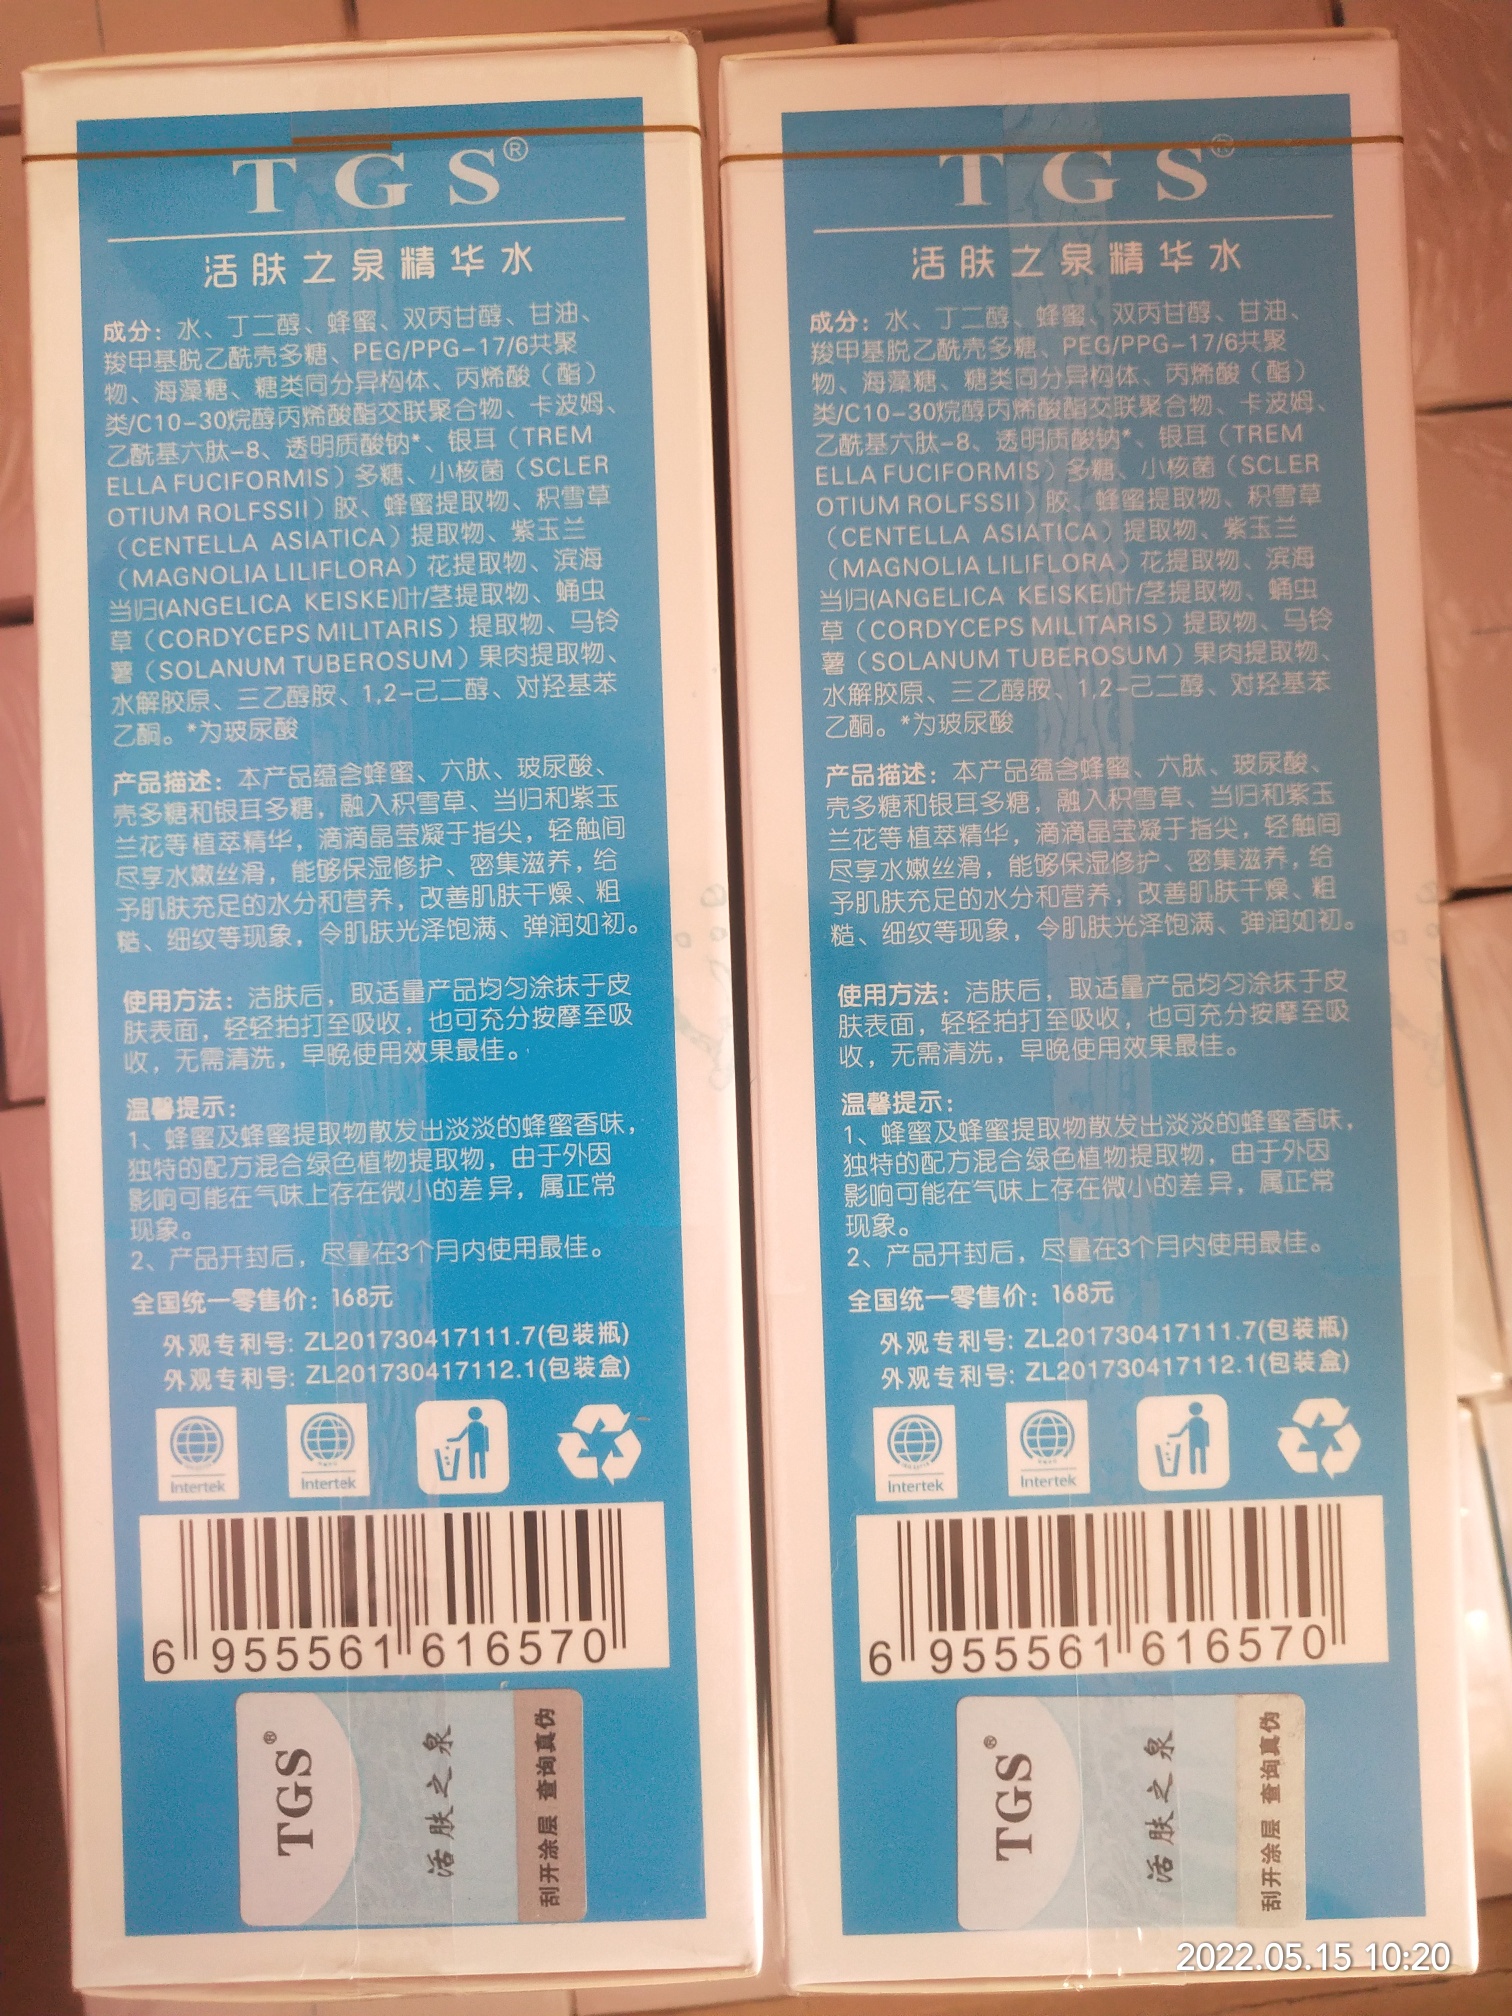 TGS®
活肤之泉精华水
成分：水、丁二醇、蜂蜜、双丙甘醇、甘油、
羧甲基脱乙酰壳多糖、PEG/PPG-17/6共聚
物、海藻糖、糖类同分异构体、丙烯酸（酯）
类/C10-30烷醇丙烯酸酯交联聚合物、卡波姆、
乙酰基六肽-8、透明质酸钠*、银耳（TREM
ELLA FUCIFORMIS）多糖、小核菌（SCLER
OTIUM ROLFSSII）胶、蜂蜜提取物、积雪草
（CENTELLA ASIATICA）提取物、紫玉兰
（MAGNOLIA LILIFLORA）花提取物、滨海
当归(ANGELICA KEISKE)叶/茎提取物、蛹虫
草（CORDYCEPS MILITARIS）提取物、马铃
薯（SOLANUM TUBEROSUM）果肉提取物、
水解胶原、三乙醇胺、1,2-己二醇、对羟基苯
乙酮。*为玻尿酸
产品描述：本产品蕴含蜂蜜、六肽、玻尿酸、
壳多糖和银耳多糖，融入积雪草、当归和紫玉
兰花等植萃精华，滴滴晶莹凝于指尖，轻触间
尽享水嫩丝滑，能够保湿修护、密集滋养，给
予肌肤充足的水分和营养，改善肌肤干燥、粗
糙、细纹等现象，令肌肤光泽饱满、弹润如初。
使用方法：洁肤后，取适量产品均匀涂抹于皮
肤表面，轻轻拍打至吸收，也可充分按摩至吸
收，无需清洗，早晚使用效果最佳。
温馨提示：
1、蜂蜜及蜂蜜提取物散发出淡淡的蜂蜜香味，
独特的配方混合绿色植物提取物，由于外因
影响可能在气味上存在微小的差异，属正常
现象。
2、产品开封后，尽量在3个月内使用最佳。
全国统一零售价：168元
外观专利号: ZL201730417111.7(包装瓶)
外观专利号: ZL201730417112.1(包装盒)
Intertek
Intertek
6 955561 616570
TGS®
活肤之泉
刮开涂层 查询真伪
TGS®
活肤之泉精华水
成分：水、丁二醇、蜂蜜、双丙甘醇、甘油、
羧甲基脱乙酰壳多糖、PEG/PPG-17/6共聚
物、海藻糖、糖类同分异构体、丙烯酸（酯）
类/C10-30烷醇丙烯酸酯交联聚合物、卡波姆、
乙酰基六肽-8、透明质酸钠*、银耳（TREM
ELLA FUCIFORMIS）多糖、小核菌（SCLER
OTIUM ROLFSSII）胶、蜂蜜提取物、积雪草
（CENTELLA ASIATICA）提取物、紫玉兰
（MAGNOLIA LILIFLORA）花提取物、滨海
当归(ANGELICA KEISKE)叶/茎提取物、蛹虫
草（CORDYCEPS MILITARIS）提取物、马铃
薯（SOLANUM TUBEROSUM）果肉提取物、
水解胶原、三乙醇胺、1,2-己二醇、对羟基苯
乙酮。*为玻尿酸
产品描述：本产品蕴含蜂蜜、六肽、玻尿酸、
壳多糖和银耳多糖，融入积雪草、当归和紫玉
兰花等植萃精华，滴滴晶莹凝于指尖，轻触间
尽享水嫩丝滑，能够保湿修护、密集滋养，给
予肌肤充足的水分和营养，改善肌肤干燥、粗
糙、细纹等现象，令肌肤光泽饱满、弹润如初。
使用方法：洁肤后，取适量产品均匀涂抹于皮
肤表面，轻轻拍打至吸收，也可充分按摩至吸
收，无需清洗，早晚使用效果最佳。
温馨提示：
1、蜂蜜及蜂蜜提取物散发出淡淡的蜂蜜香味，
独特的配方混合绿色植物提取物，由于外因
影响可能在气味上存在微小的差异，属正常
现象。
2、产品开封后，尽量在3个月内使用最佳。
全国统一零售价：168元
外观专利号: ZL201730417111.7(包装瓶)
外观专利号: ZL201730417112.1(包装盒)
Intertek
Intertek
6 955561 616570
TGS®
活肤之泉
刮开涂层 查询真伪
2022.05.15 10:20